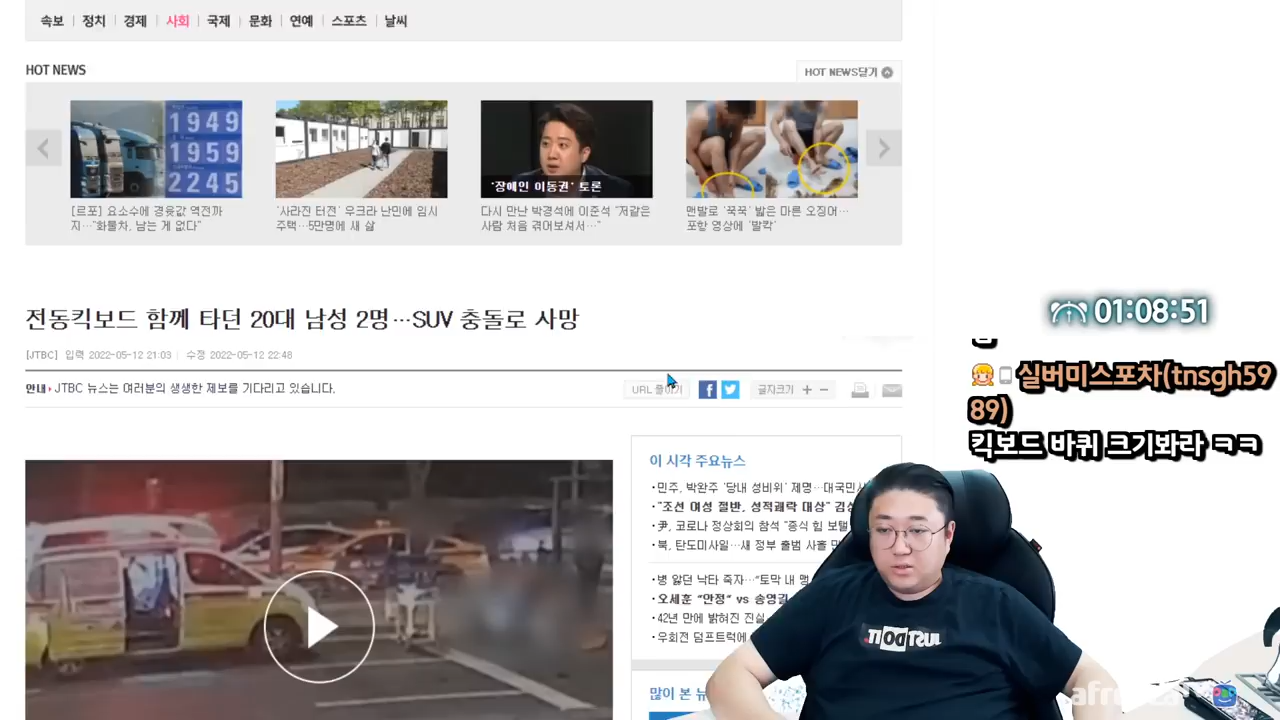 속보 정치 경제 사회 국제 문화 연예 스포츠 날씨
HOT NEWS
HOT NEWS닫기
1949
1959
2245
'장애인 이동권' 토론
[르포] 요소수에 경윳값 역전까
지…"화물차, 남는 게 없다"
'사라진 터전' 우크라 난민에 임시
주택…5만명에 새 삶
다시 만난 박경석에 이준석 "저같은
사람 처음 겪어보셔서…"
맨발로 '꾹꾹' 밟은 마른 오징어…
포항 영상에 '발칵'
전동킥보드 함께 타던 20대 남성 2명…SUV 충돌로 사망
[JTBC] 입력 2022-05-12 21:03 수정 2022-05-12 22:48
안내 JTBC 뉴스는 여러분의 생생한 제보를 기다리고 있습니다.
URL 줄이기
글자크기 + -
01:08:51
실버미스포차(tnsgh59
89)
킥보드 바퀴 크기봐라 ㅋㅋ
이 시각 주요뉴스
민주, 박완주 '당내 성비위' 제명…대국민사
"조선 여성 절반, 성적쾌락 대상" 김성
尹, 코로나 정상회의 참석 "중식 힘 보탤
북, 탄도미사일…새 정부 출범 사흘 만
병 앓던 낙타 죽자…"토막 내 맹
오세훈 "안정" vs 송영길
42년 만에 밝혀진 진실
우회전 덤프트럭에
많이 본 뉴
JUST DO IT.